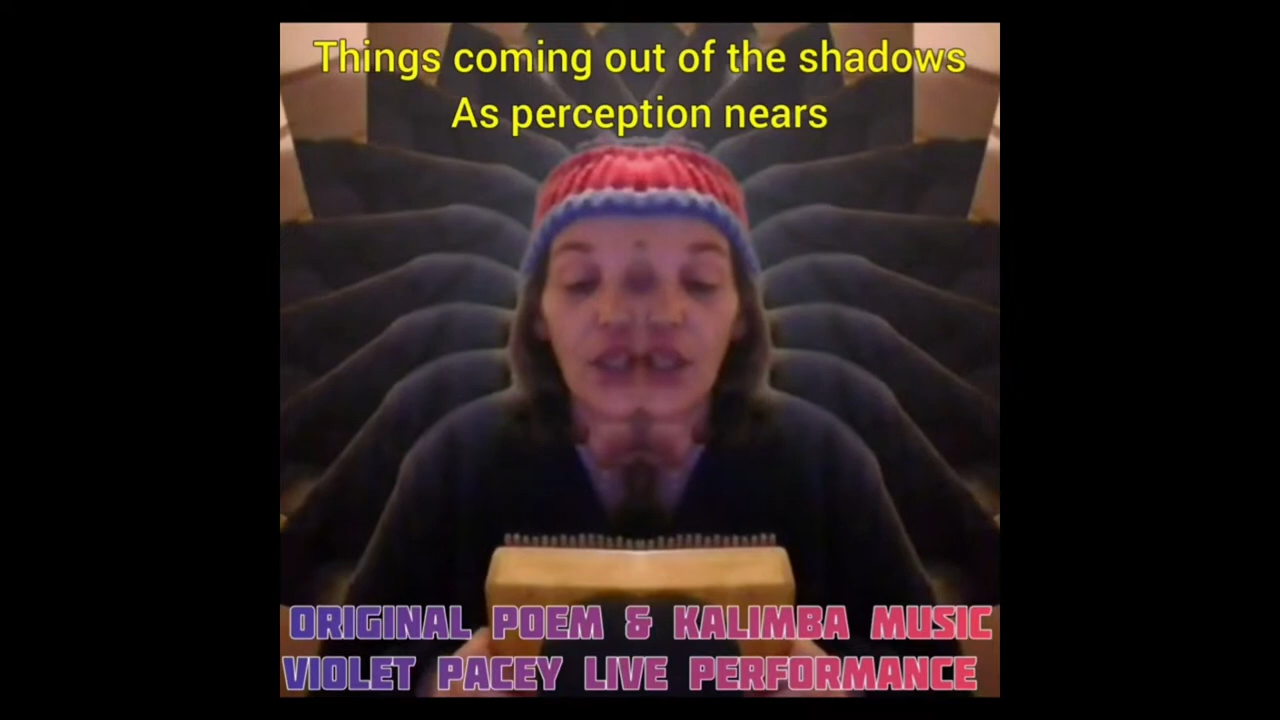 Things coming out of the shadows
As perception nears
ORIGINAL POEM & KALIMBA MUSIC
VIOLET PACEY LIVE PERFORMANCE